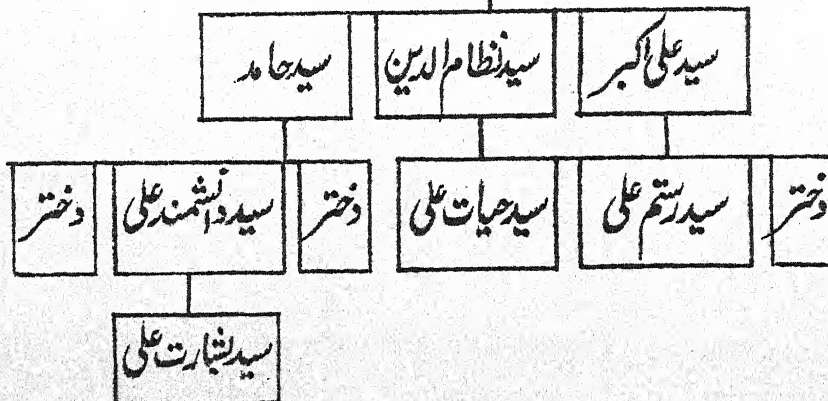 سید علی اکبر سید نظام الدین سید حامد
دختر سید رستم علی سید حیات علی دختر سید دانشمند علی دختر
سید بشارت علی